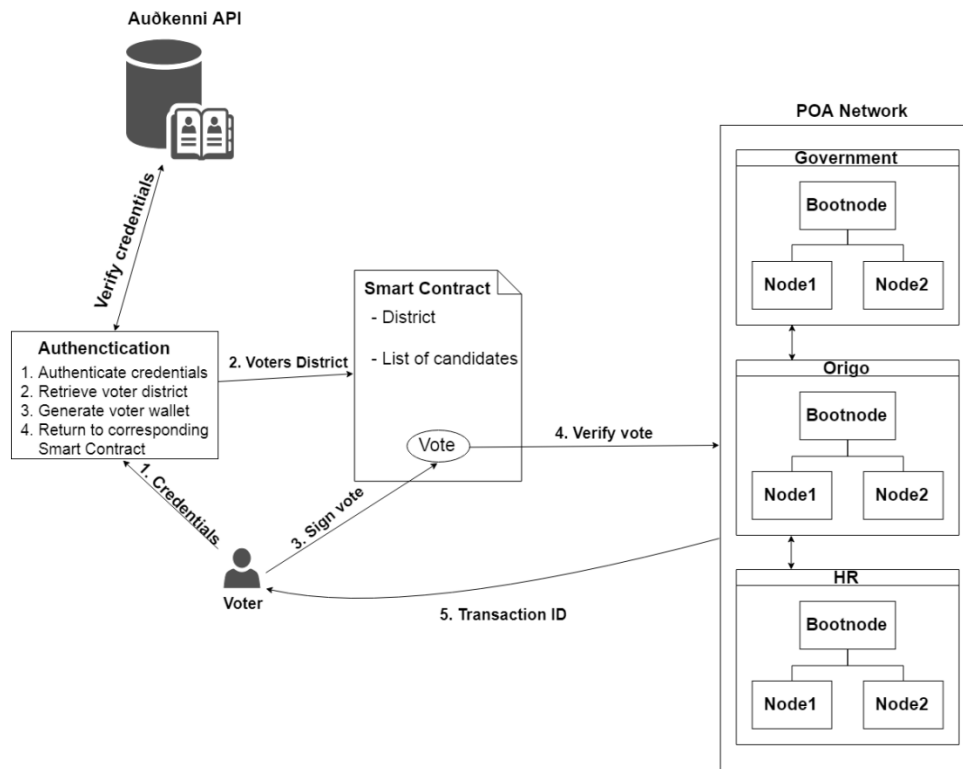 Auðkenni API
Verify credentials
Authenctication
1. Authenticate credentials
2. Retrieve voter district
3. Generate voter wallet
4. Return to corresponding
Smart Contract
2. Voters District
Smart Contract
- District
- List of candidates
Vote
1. Credentials
3. Sign vote
Voter
4. Verify vote
5. Transaction ID
POA Network
Government
Bootnode
Node1
Node2
Origo
Bootnode
Node1
Node2
HR
Bootnode
Node1
Node2